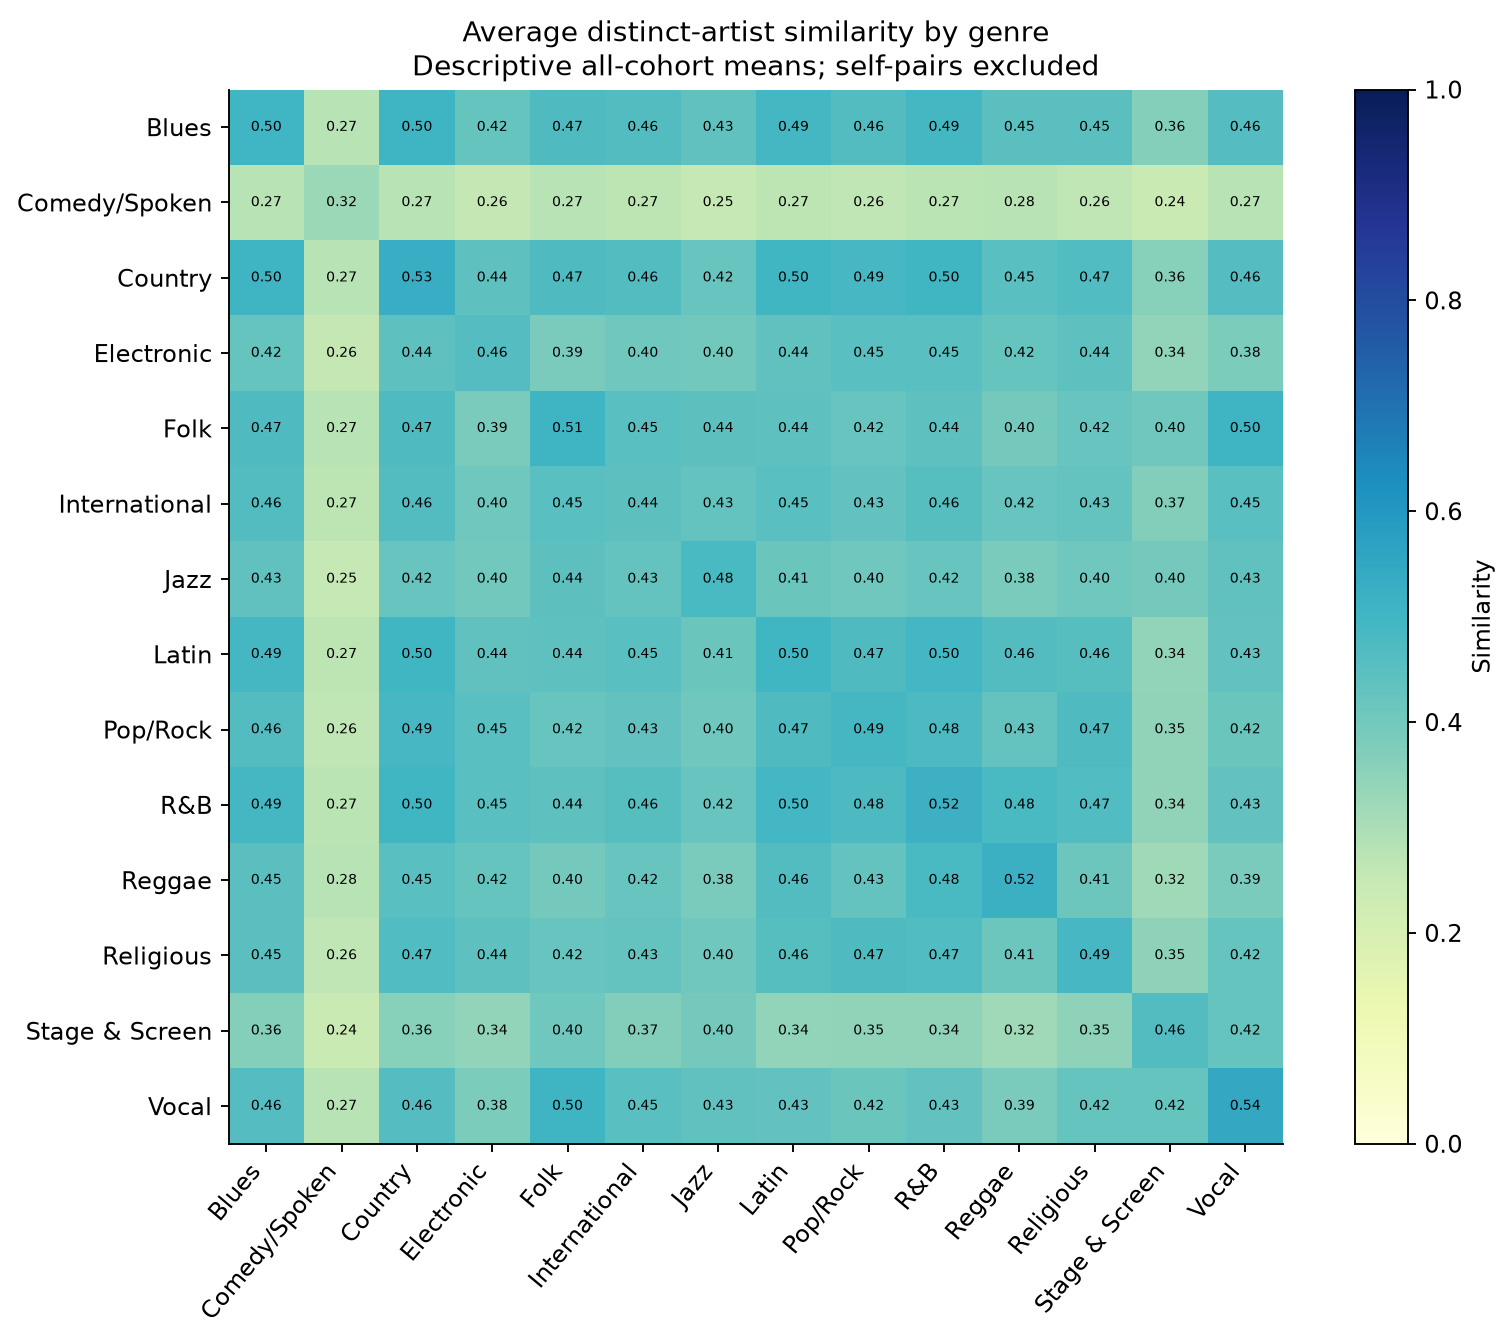 Average distinct-artist similarity by genre
Descriptive all-cohort means; self-pairs excluded
Blues 0.50 0.27 0.50 0.42 0.47 0.46 0.43 0.49 0.46 0.49 0.45 0.45 0.36 0.46
Comedy/Spoken 0.27 0.32 0.27 0.26 0.27 0.27 0.25 0.27 0.26 0.27 0.28 0.26 0.24 0.27
Country 0.50 0.27 0.53 0.44 0.47 0.46 0.42 0.50 0.49 0.50 0.45 0.47 0.36 0.46
Electronic 0.42 0.26 0.44 0.46 0.39 0.40 0.40 0.44 0.45 0.45 0.42 0.44 0.34 0.38
Folk 0.47 0.27 0.47 0.39 0.51 0.45 0.44 0.44 0.42 0.44 0.40 0.42 0.40 0.50
International 0.46 0.27 0.46 0.40 0.45 0.44 0.43 0.45 0.43 0.46 0.42 0.43 0.37 0.45
Jazz 0.43 0.25 0.42 0.40 0.44 0.43 0.48 0.41 0.40 0.42 0.38 0.40 0.40 0.43
Latin 0.49 0.27 0.50 0.44 0.44 0.45 0.41 0.50 0.47 0.50 0.46 0.46 0.34 0.43
Pop/Rock 0.46 0.26 0.49 0.45 0.42 0.43 0.40 0.47 0.49 0.48 0.43 0.47 0.35 0.42
R&B 0.49 0.27 0.50 0.45 0.44 0.46 0.42 0.50 0.48 0.52 0.48 0.47 0.34 0.43
Reggae 0.45 0.28 0.45 0.42 0.40 0.42 0.38 0.46 0.43 0.48 0.52 0.41 0.32 0.39
Religious 0.45 0.26 0.47 0.44 0.42 0.43 0.40 0.46 0.47 0.47 0.41 0.49 0.35 0.42
Stage & Screen 0.36 0.24 0.36 0.34 0.40 0.37 0.40 0.34 0.35 0.34 0.32 0.35 0.46 0.42
Vocal 0.46 0.27 0.46 0.38 0.50 0.45 0.43 0.43 0.42 0.43 0.39 0.42 0.42 0.54
Blues
Comedy/Spoken
Country
Electronic
Folk
International
Jazz
Latin
Pop/Rock
R&B
Reggae
Religious
Stage & Screen
Vocal
1.0
0.8
0.6
0.4
0.2
0.0
Similarity